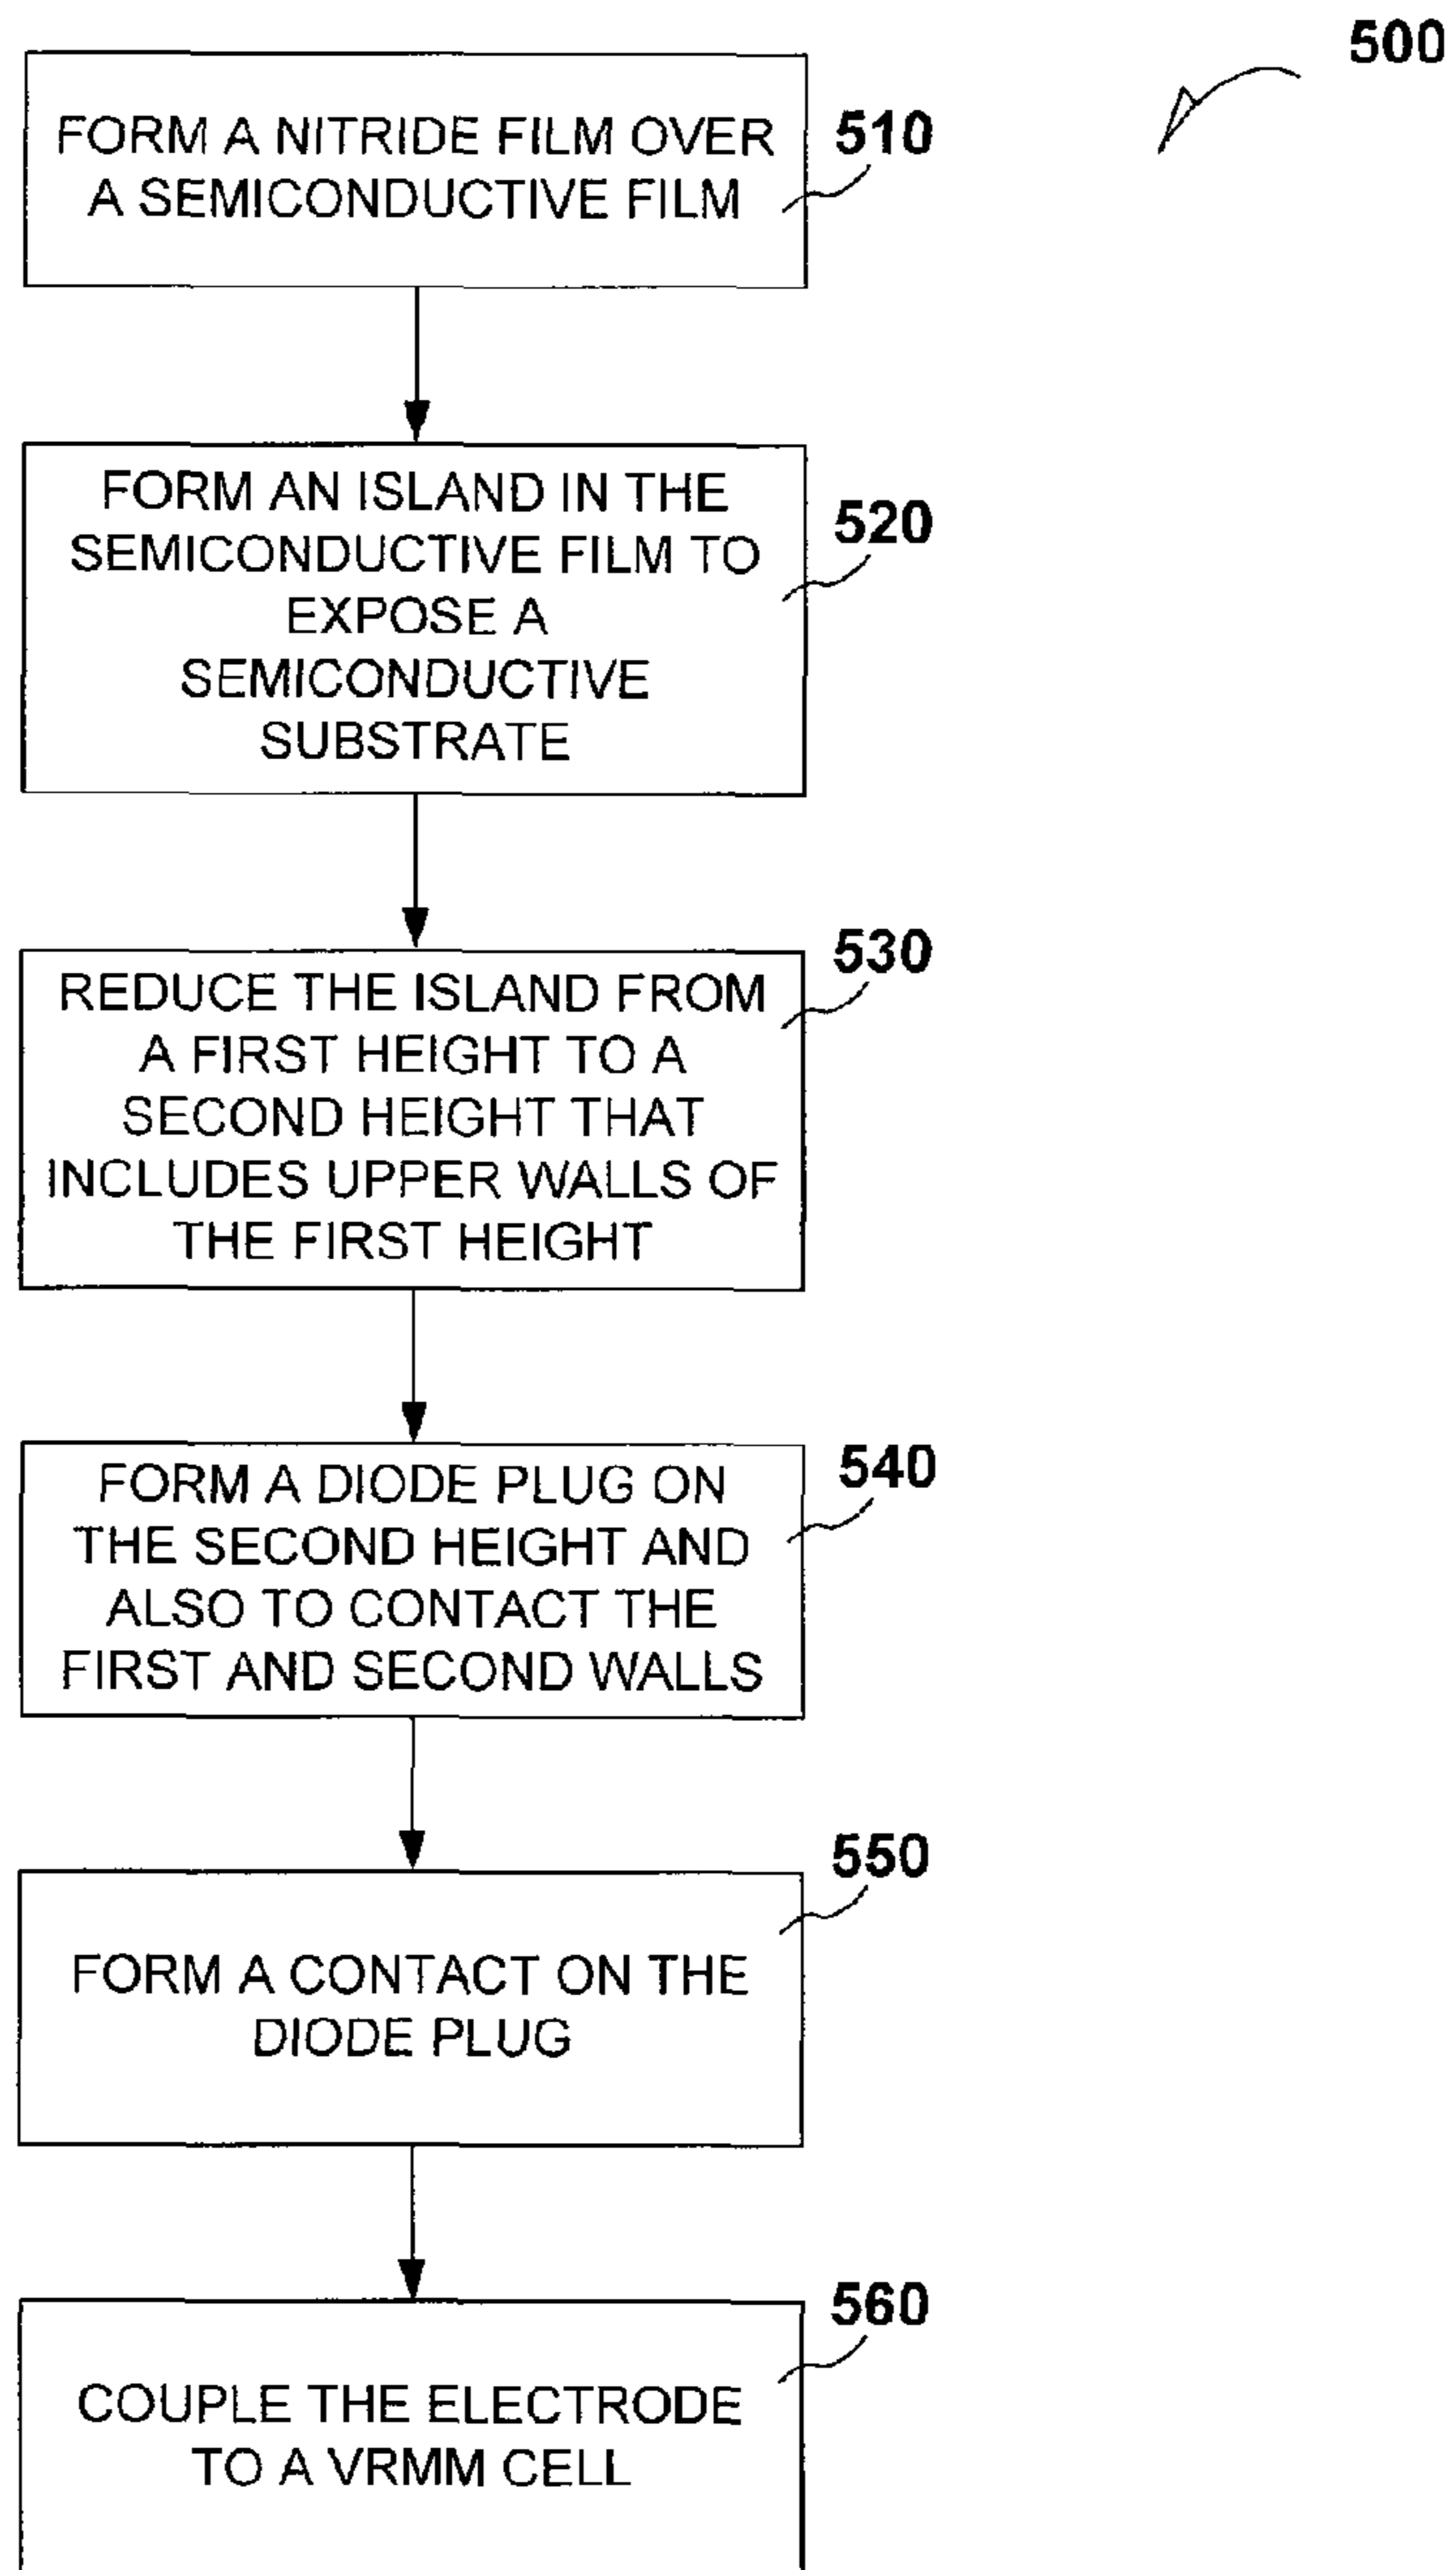 500
FORM A NITRIDE FILM OVER
A SEMICONDUCTIVE FILM
510
FORM AN ISLAND IN THE
SEMICONDUCTIVE FILM TO
EXPOSE A
SEMICONDUCTIVE
SUBSTRATE
520
REDUCE THE ISLAND FROM
A FIRST HEIGHT TO A
SECOND HEIGHT THAT
INCLUDES UPPER WALLS OF
THE FIRST HEIGHT
530
FORM A DIODE PLUG ON
THE SECOND HEIGHT AND
ALSO TO CONTACT THE
FIRST AND SECOND WALLS
540
FORM A CONTACT ON THE
DIODE PLUG
550
COUPLE THE ELECTRODE
TO A VRMM CELL
560